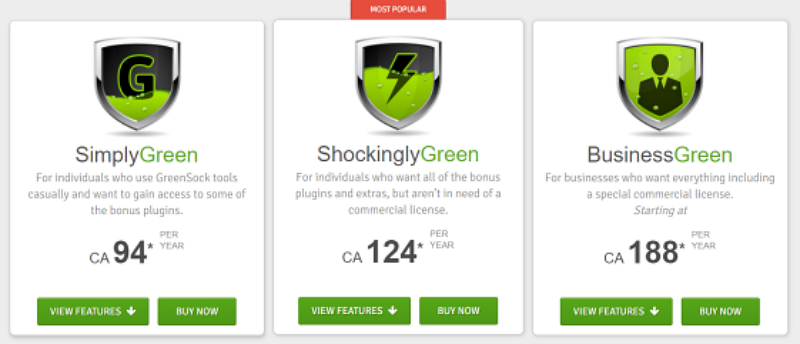 MOST POPULAR
G
SimplyGreen
For individuals who use GreenSock tools
casually and want to gain access to some of
the bonus plugins.
CA 94* PER
YEAR
VIEW FEATURES
BUY NOW
ShockinglyGreen
For individuals who want all of the bonus
plugins and extras, but aren't in need of a
commercial license.
CA 124* PER
YEAR
VIEW FEATURES
BUY NOW
BusinessGreen
For businesses who want everything including
a special commercial license.
Starting at
CA 188* PER
YEAR
VIEW FEATURES
BUY NOW